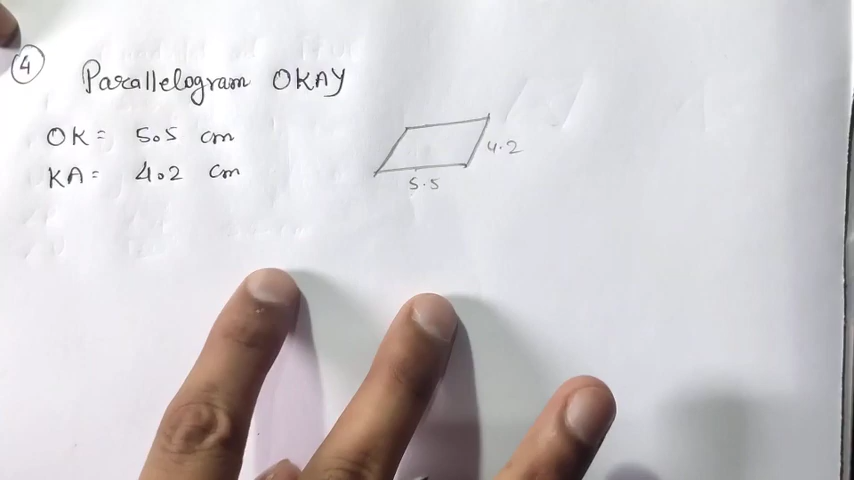 4 Parallelogram OKAY
OK = 5.5 cm
KA = 4.2 cm
4.2
5.5